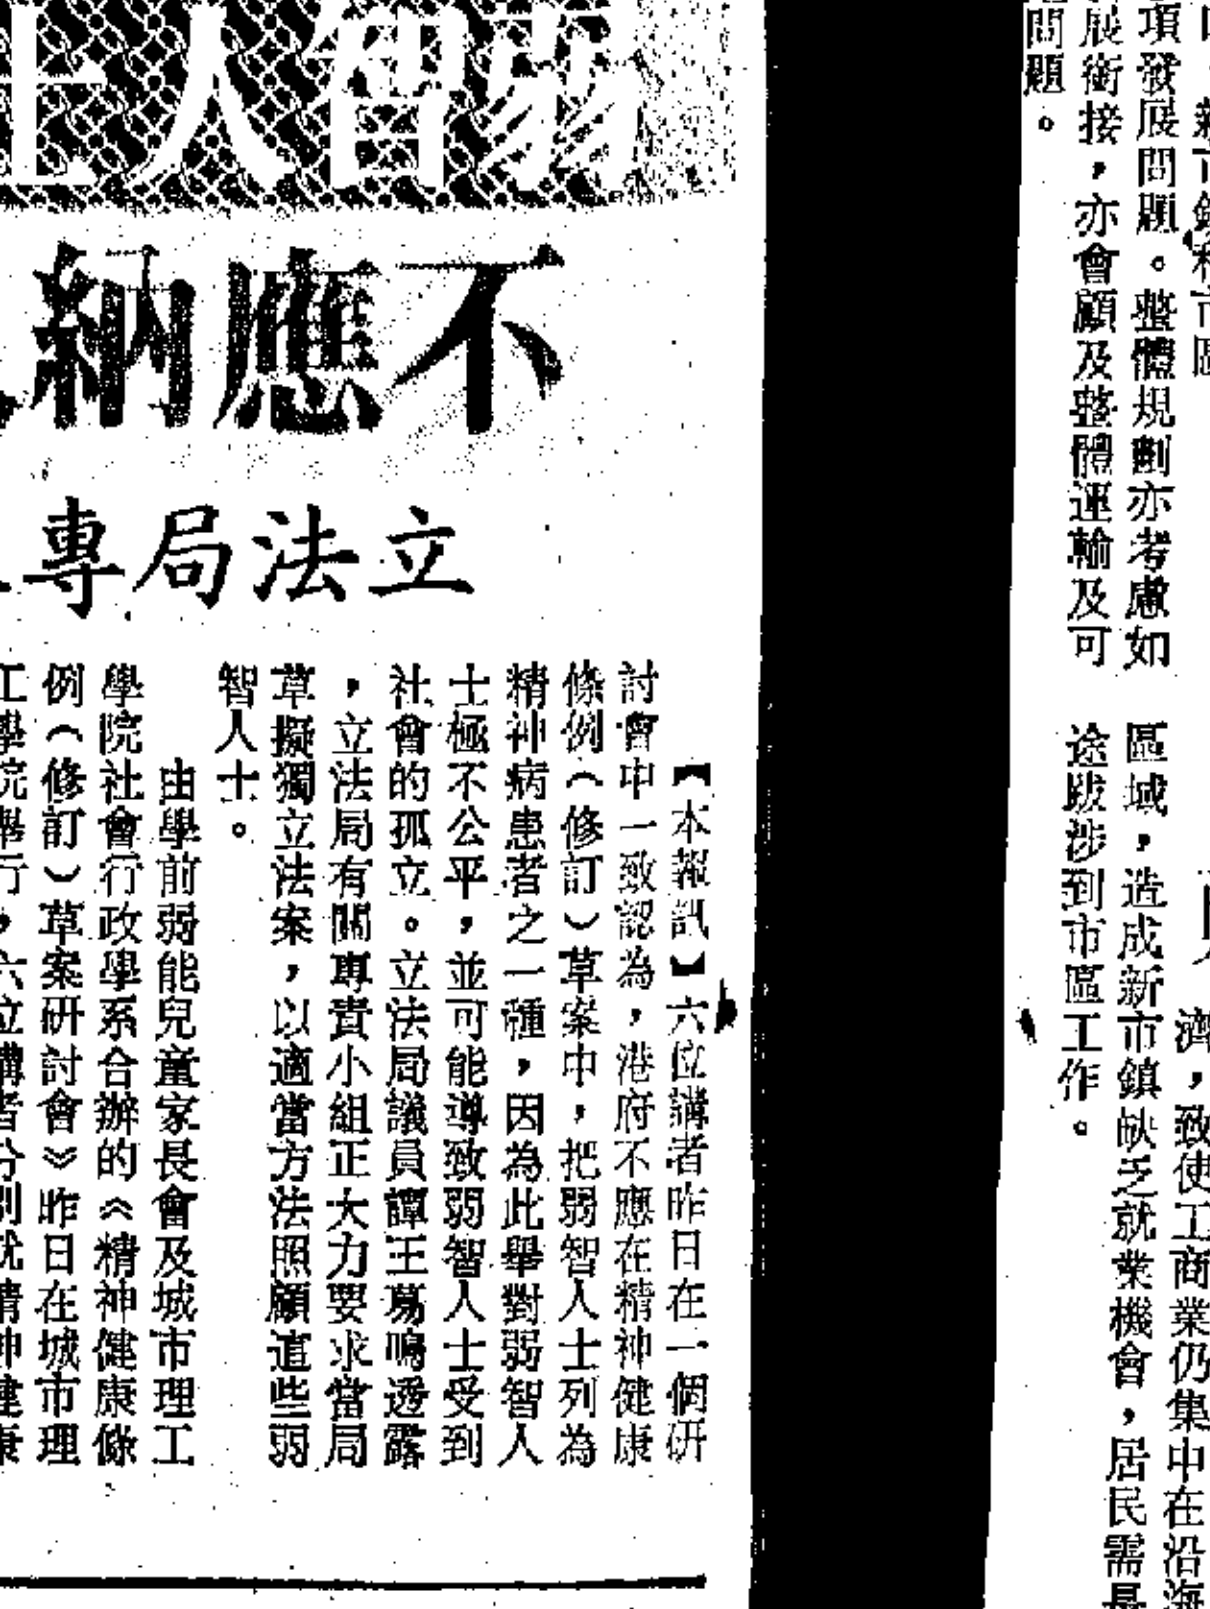 項發展問題。整體規劃亦考慮如
展銜接，亦會顧及整體運輸及可
問題。
濟，致使工商業仍集中在沿海
區域，造成新市鎮缺乏就業機會，居民需長
途跋涉到市區工作。
弱智人士
不應納
立法局專
【本報訊】六位講者昨日在一個研
討會中一致認為，港府不應在精神健康
條例（修訂）草案中，把弱智人士列為
精神病患者之一種，因為此舉對弱智人
士極不公平，並可能導致弱智人士受到
社會的孤立。立法局議員譚王葛鳴透露
，立法局有關專責小組正大力要求當局
草擬獨立法案，以適當方法照顧這些弱
智人士。
由學前弱能兒童家長會及城市理工
學院社會行政學系合辦的《精神健康條
例（修訂）草案研討會》昨日在城市理
工學院舉行，六位講者分別就精神健康